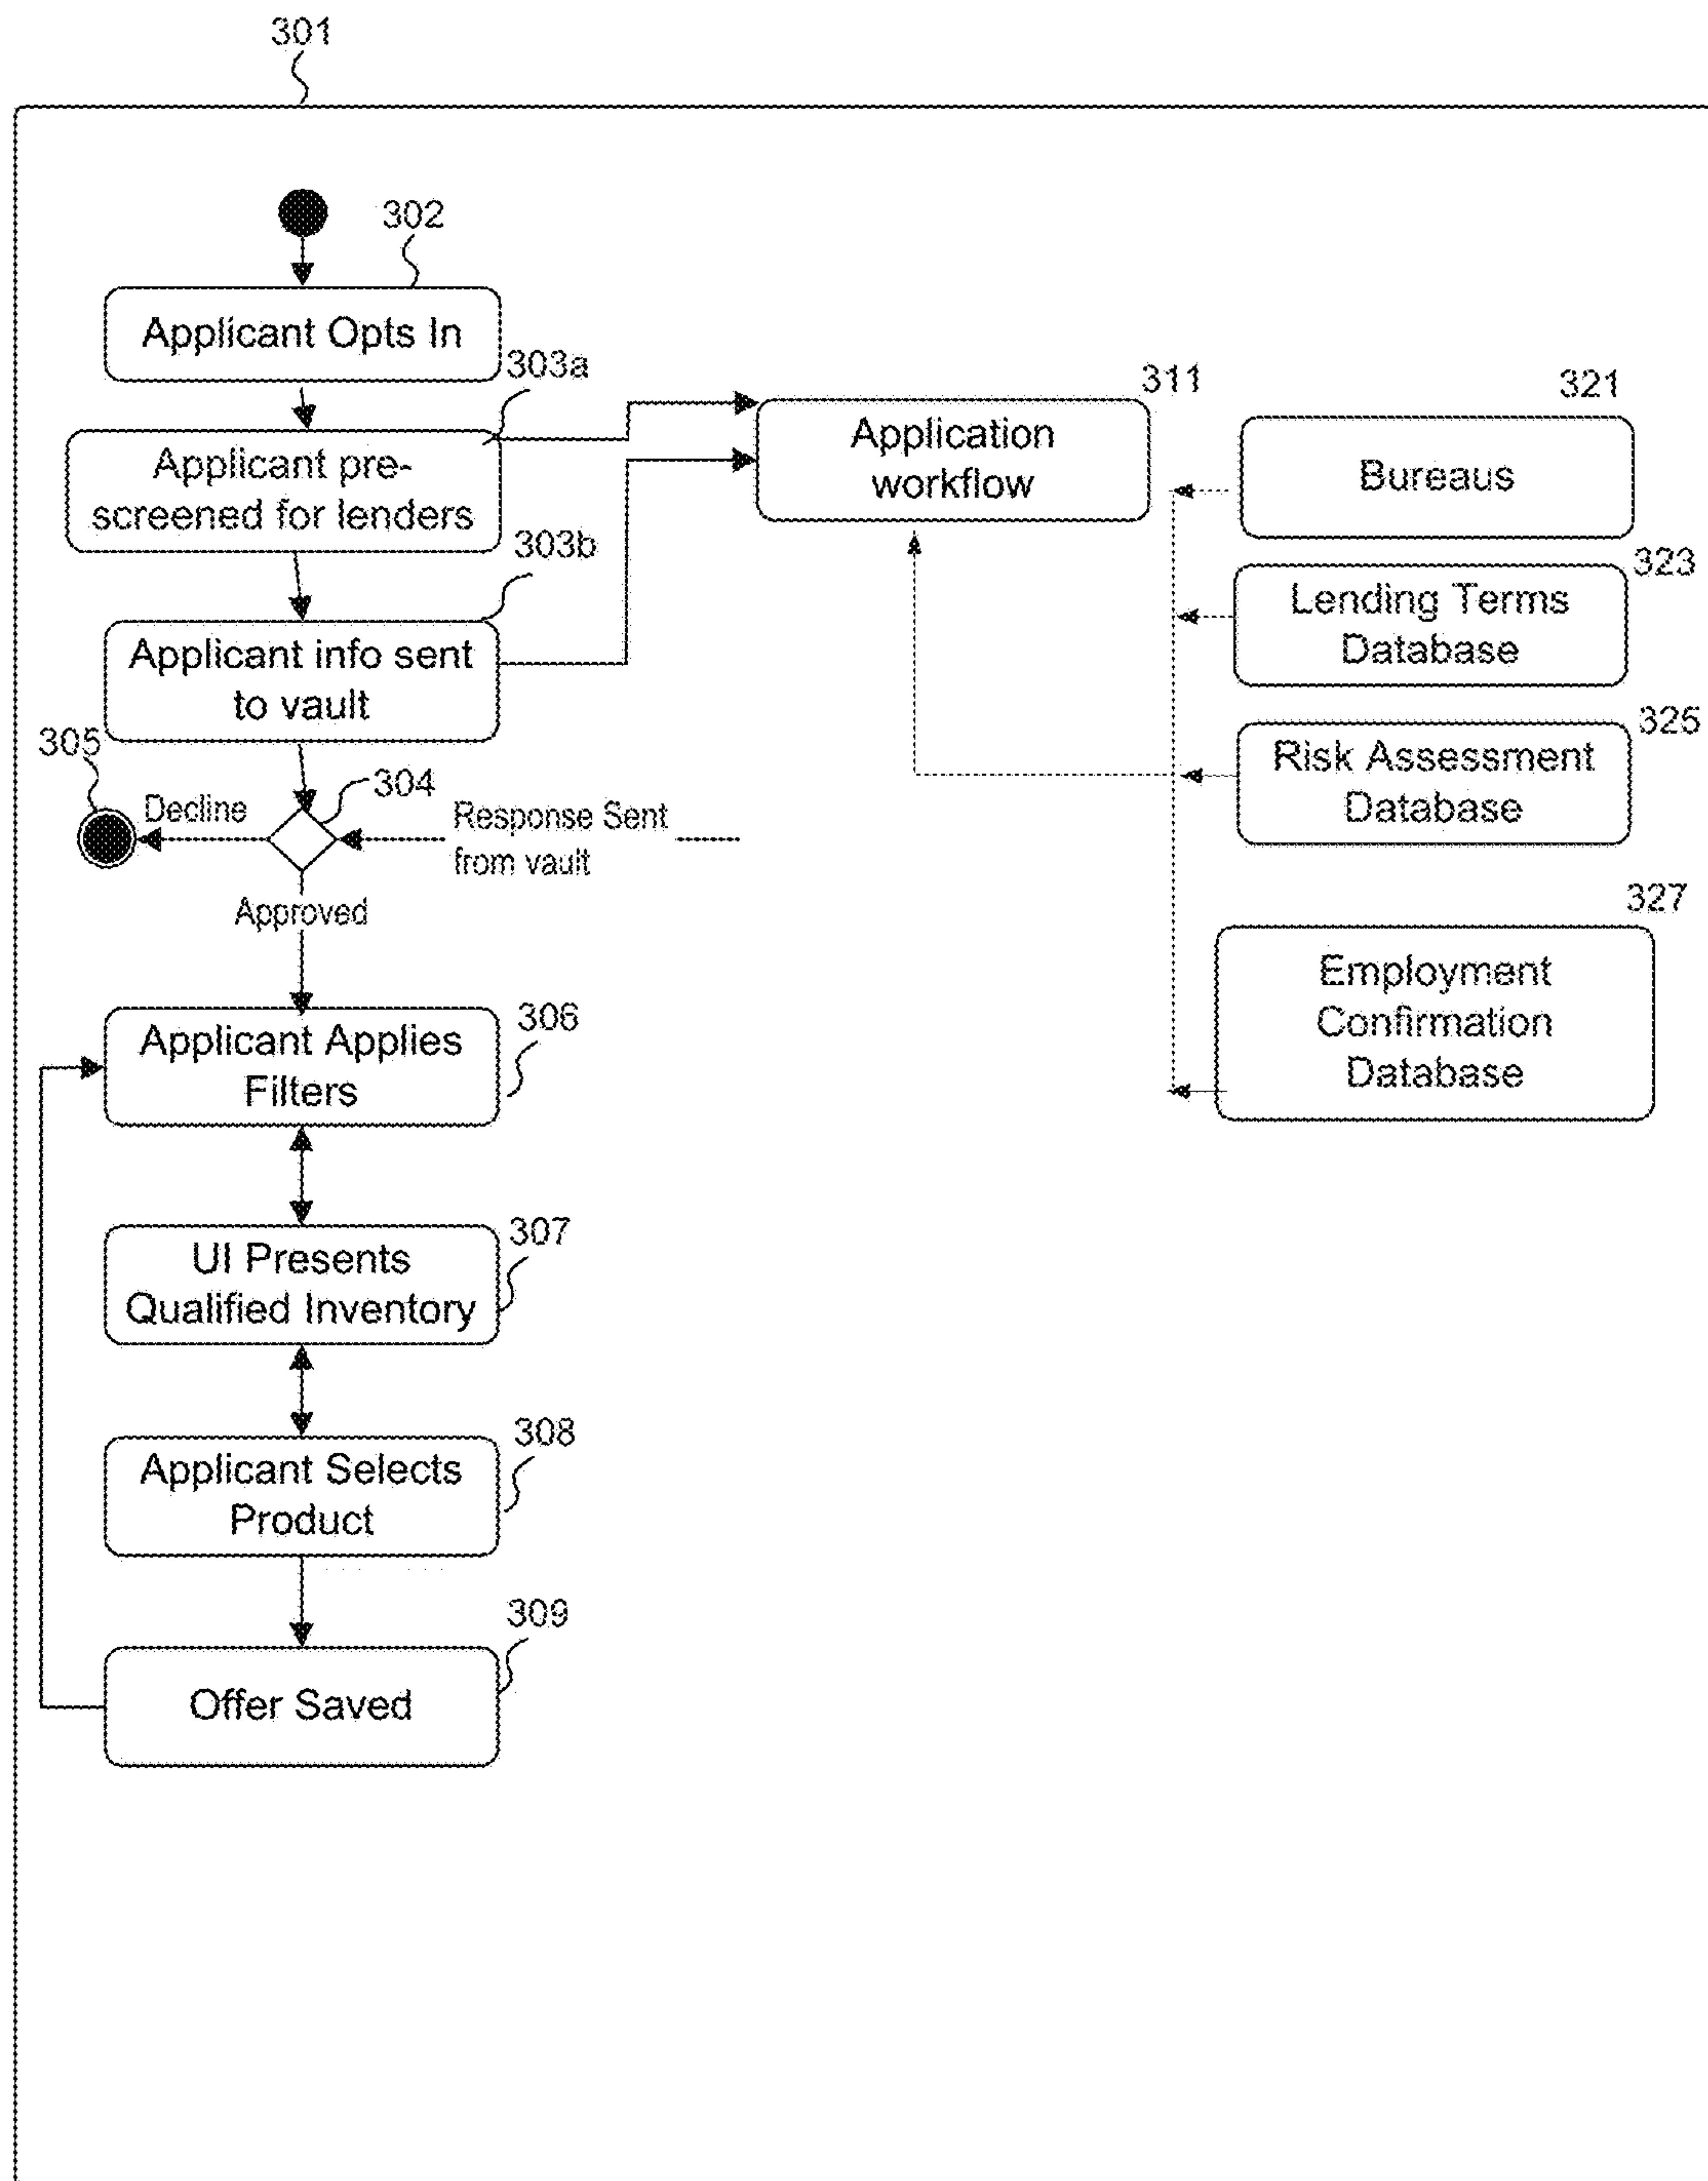 301
302
Applicant Opts In
303a
Applicant pre-
screened for lenders
303b
Applicant info sent
to vault
311
Application
workflow
321
Bureaus
323
Lending Terms
Database
325
Risk Assessment
Database
327
Employment
Confirmation
Database
305
Decline
304
Response Sent
from vault
Approved
306
Applicant Applies
Filters
307
UI Presents
Qualified Inventory
308
Applicant Selects
Product
309
Offer Saved